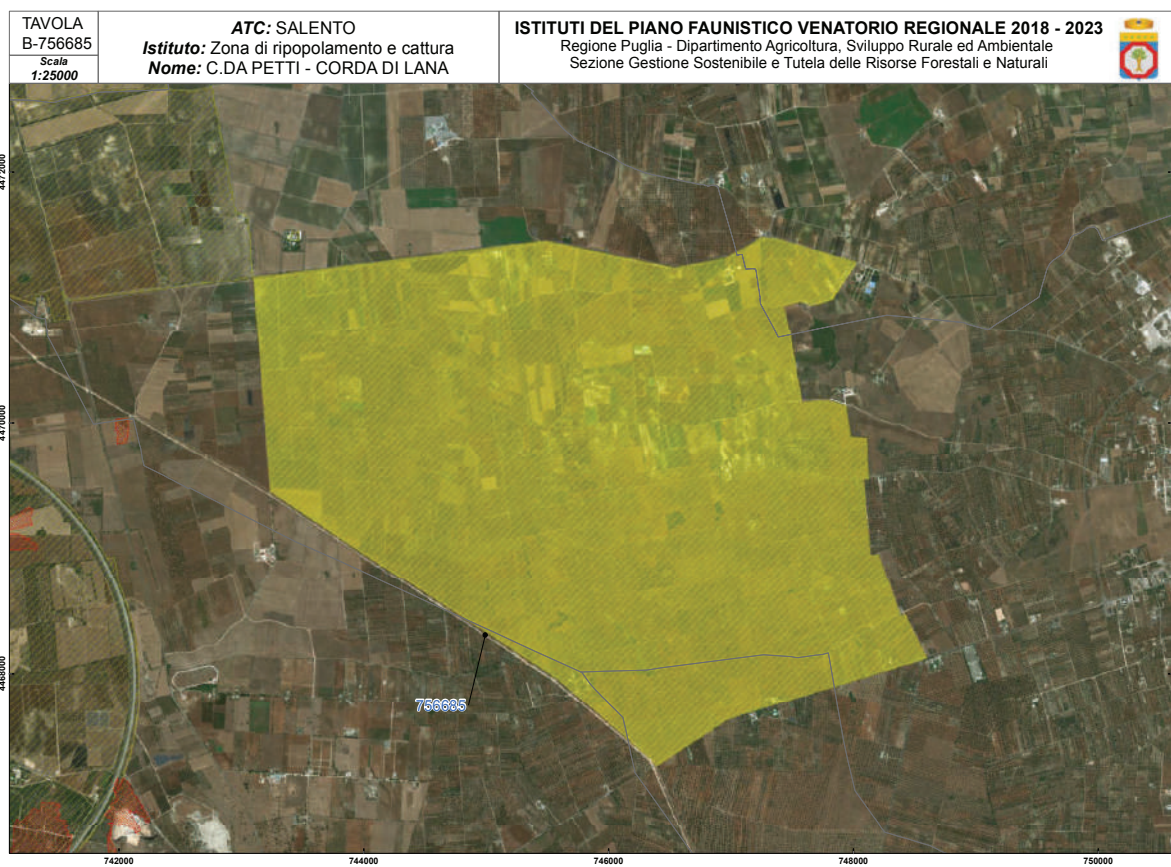 TAVOLA
B-756685
Scala
1:25000
ATC: SALENTO
Istituto: Zona di ripopolamento e cattura
Nome: C.DA PETTI - CORDA DI LANA
ISTITUTI DEL PIANO FAUNISTICO VENATORIO REGIONALE 2018 - 2023
Regione Puglia - Dipartimento Agricoltura, Sviluppo Rurale ed Ambientale
Sezione Gestione Sostenibile e Tutela delle Risorse Forestali e Naturali
4472000
4470000
4468000
756685
742000
744000
746000
748000
750000